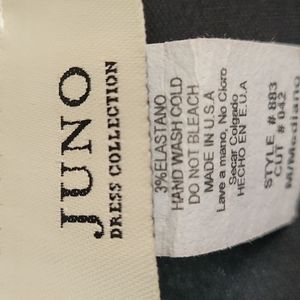 JUNO
DRESS COLLECTION
3%ELASTANO
HAND WASH COLD
DO NOT BLEACH
MADE IN U.S.A
Lave a mano, No Cloro
Secar Colgado
HECHO EN E.U.A
STYLE # 883
CUT # 042
M/Mediano